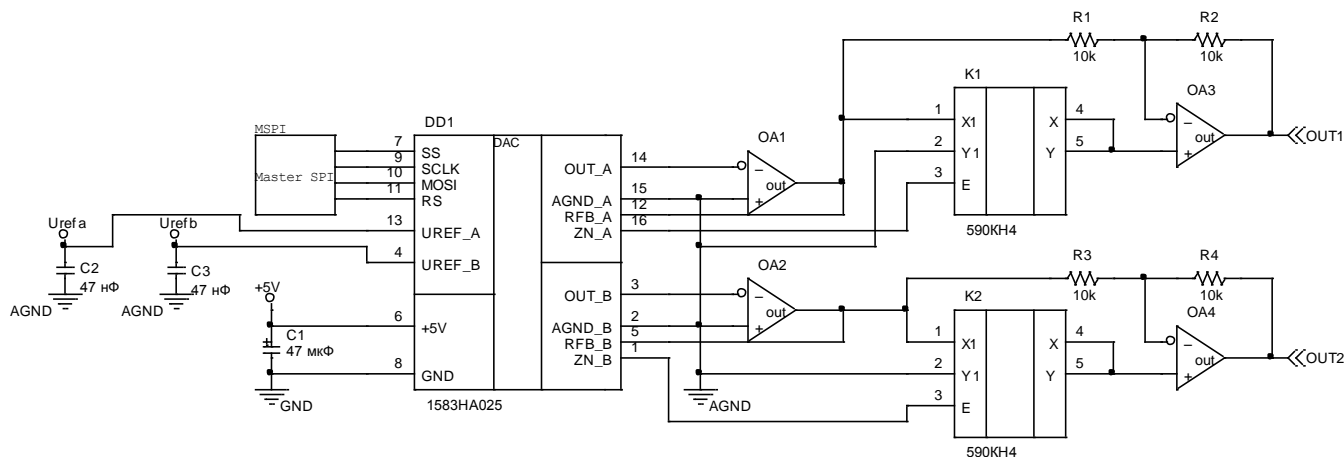 R1
R2
10k
10k
K1
OA3
1
X1
X
4
2
Y1
Y
5
3
E
out
OUT1
590КН4
MSPI
Master SPI
DD1
DAC
7
SS
9
SCLK
10
MOSI
11
RS
13
UREF_A
4
UREF_B
6
+5V
8
GND
OUT_A
14
AGND_A
15
RFB_A
12
ZN_A
16
OUT_B
3
AGND_B
2
RFB_B
5
ZN_B
1
1583НА025
OA1
out
OA2
out
Urefa
Urefb
C2
47 нФ
C3
47 нФ
AGND
AGND
+5V
C1
47 мкФ
GND
AGND
R3
R4
10k
10k
K2
OA4
1
X1
X
4
2
Y1
Y
5
3
E
out
OUT2
590КН4